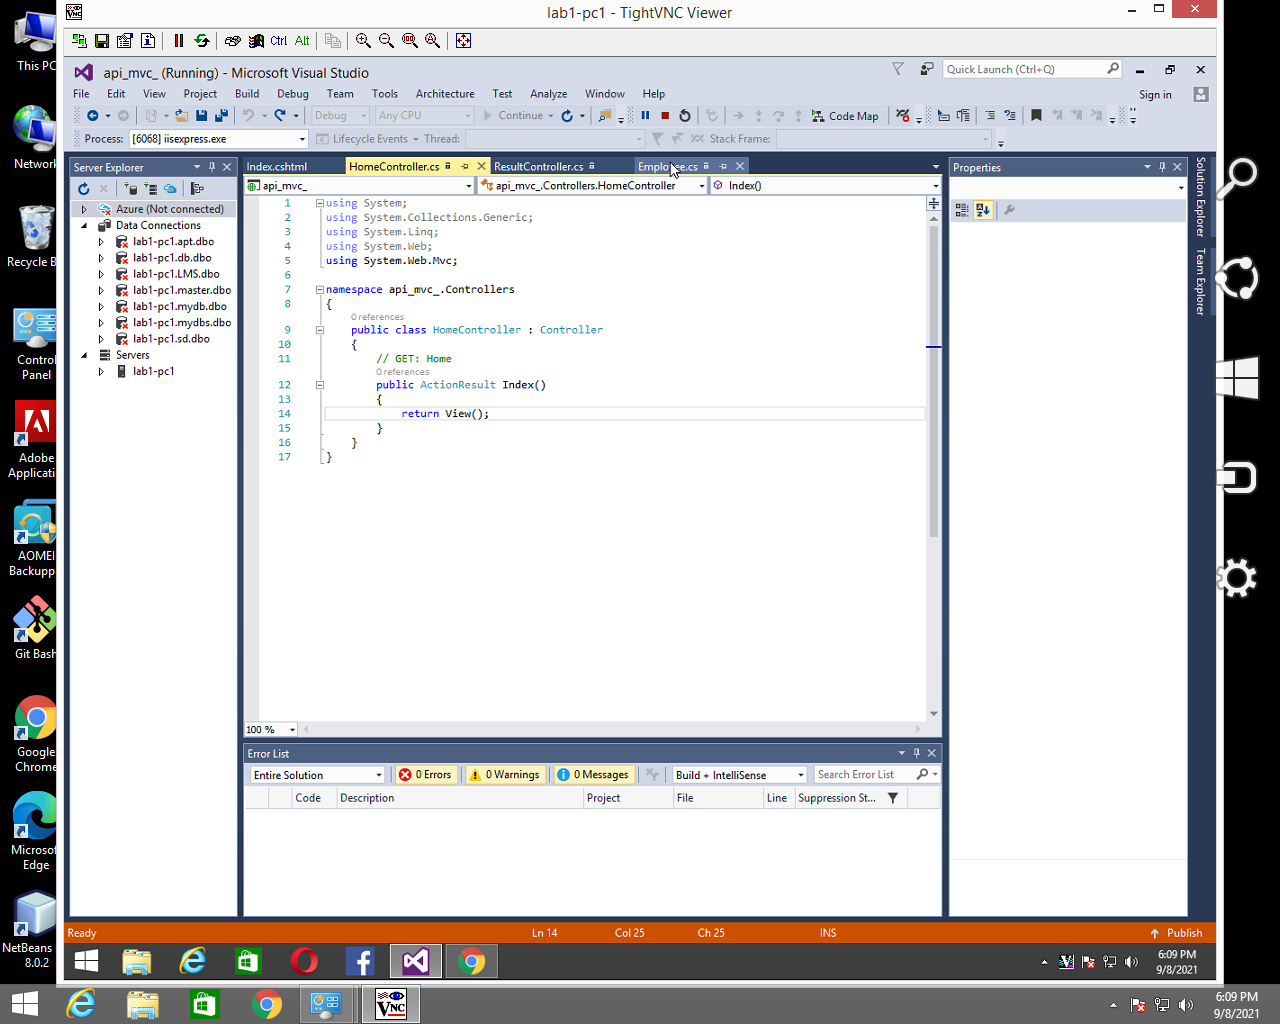 lab1-pc1 - TightVNC Viewer
Ctrl Alt
api_mvc_ (Running) - Microsoft Visual Studio
Quick Launch (Ctrl+Q)
File Edit View Project Build Debug Team Tools Architecture Test Analyze Window Help
Sign in
Debug Any CPU Continue Code Map
Process: [6068] iisexpress.exe Lifecycle Events Thread: Stack Frame:
Server Explorer
Azure (Not connected)
Data Connections
lab1-pc1.apt.dbo
lab1-pc1.db.dbo
lab1-pc1.LMS.dbo
lab1-pc1.master.dbo
lab1-pc1.mydb.dbo
lab1-pc1.mydbs.dbo
lab1-pc1.sd.dbo
Servers
lab1-pc1
Index.cshtml HomeController.cs ResultController.cs Employee.cs
api_mvc_ api_mvc_.Controllers.HomeController Index()
1 using System;
2 using System.Collections.Generic;
3 using System.Linq;
4 using System.Web;
5 using System.Web.Mvc;
6
7 namespace api_mvc_.Controllers
8 {
0 references
9 public class HomeController : Controller
10 {
11 // GET: Home
0 references
12 public ActionResult Index()
13 {
14 return View();
15 }
16 }
17 }
100 %
Error List
Entire Solution 0 Errors 0 Warnings 0 Messages Build + IntelliSense Search Error List
Code Description Project File Line Suppression St...
Properties
Solution Explorer
Team Explorer
Ready Ln 14 Col 25 Ch 25 INS Publish
6:09 PM
9/8/2021
This PC
Network
Recycle B
Control
Panel
Adobe
Applicati
AOMEI
Backupp
Git Bash
Google
Chrome
Microsof
Edge
NetBeans
8.0.2
6:09 PM
9/8/2021